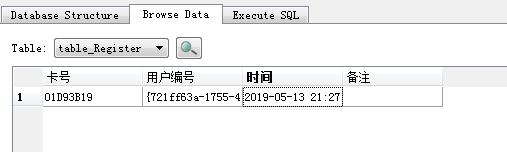 Database Structure Browse Data Execute SQL
Table: table_Register
卡号 用户编号 时间 备注
1 01D93B19 {721ff63a-1755-4 2019-05-13 21:27